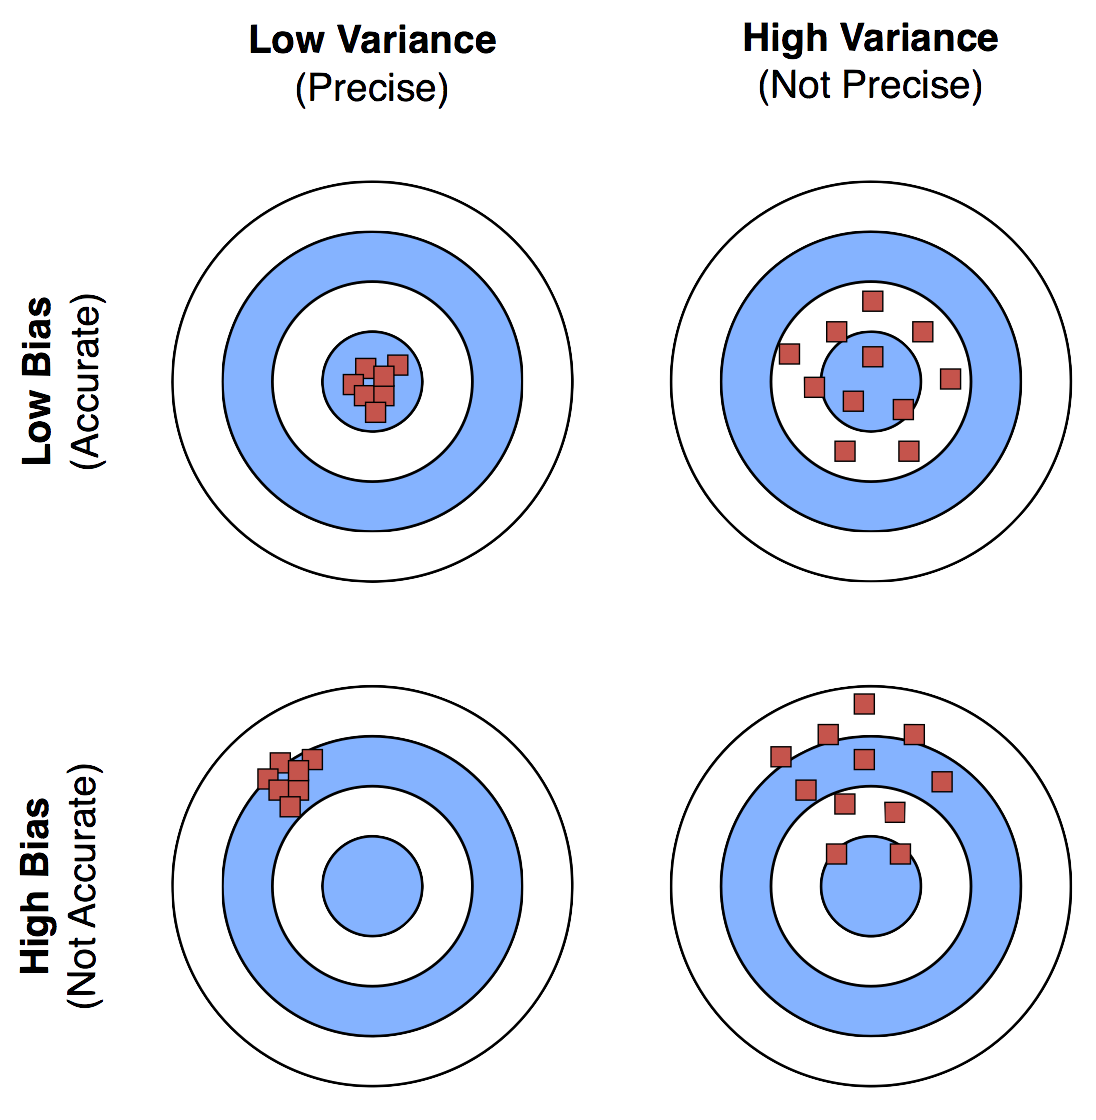 Low Variance
(Precise)
High Variance
(Not Precise)
Low Bias
(Accurate)
High Bias
(Not Accurate)